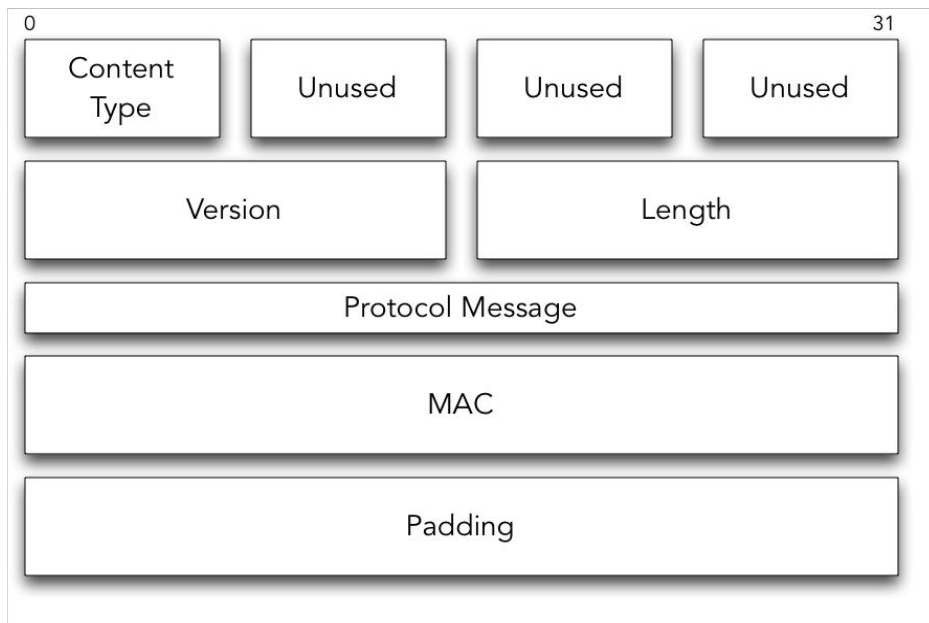 0 31
Content
Type
Unused Unused Unused
Version Length
Protocol Message
MAC
Padding